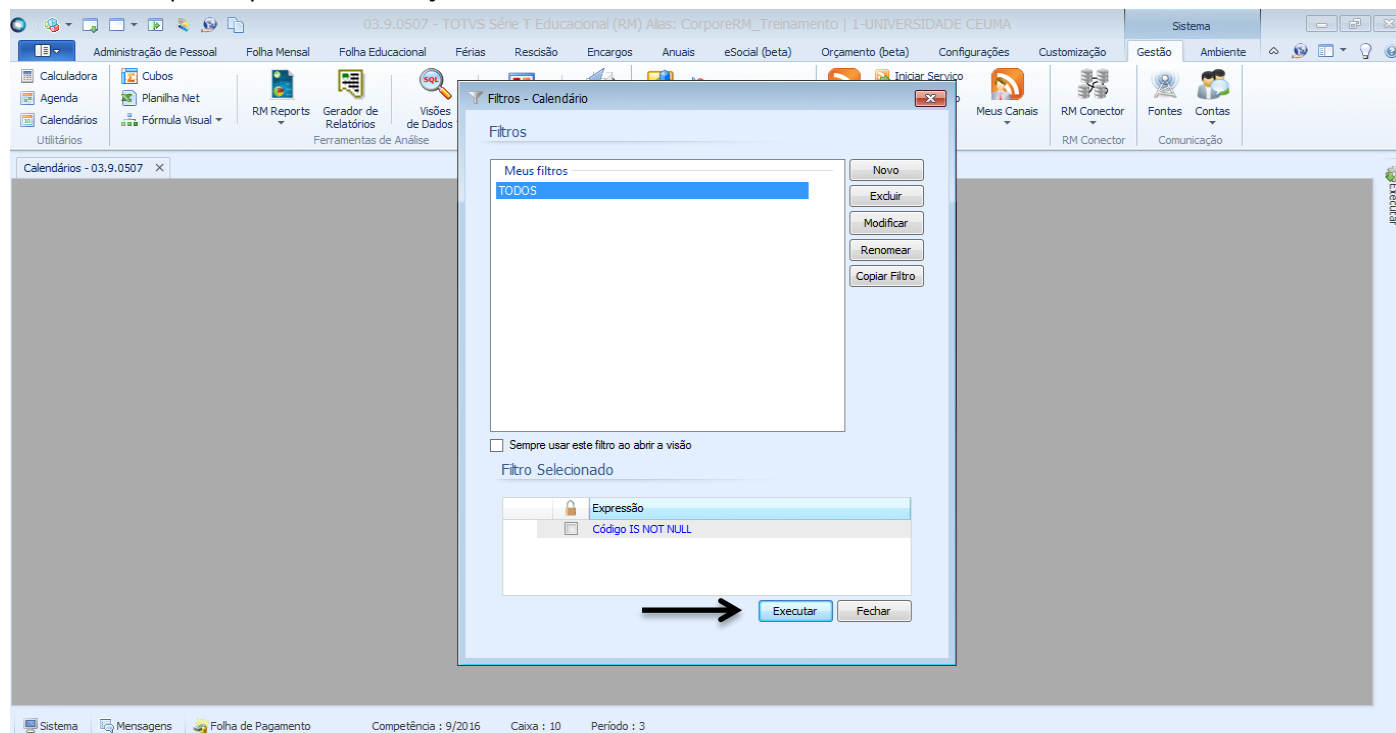 03.9.0507 - TOTVS Série T Educacional (RM) Alias: CorporeRM_Treinamento | 1-UNIVERSIDADE CEUMA
Sistema
Administração de Pessoal Folha Mensal Folha Educacional Férias Rescisão Encargos Anuais eSocial (beta) Orçamento (beta) Configurações Customização Gestão Ambiente
Calculadora
Agenda
Calendários
Utilitários
Cubos
Planilha Net
Fórmula Visual
RM Reports
Gerador de
Relatórios
SQL
Visões
de Dados
Ferramentas de Análise
Iniciar Serviço
Meus Canais
RM Conector
RM Conector
Fontes
Contas
Comunicação
Calendários - 03.9.0507
Executar
Filtros - Calendário
Filtros
Meus filtros
TODOS
Novo
Excluir
Modificar
Renomear
Copiar Filtro
Sempre usar este filtro ao abrir a visão
Filtro Selecionado
Expressão
Código IS NOT NULL
Executar
Fechar
Sistema Mensagens Folha de Pagamento Competência : 9/2016 Caixa : 10 Período : 3